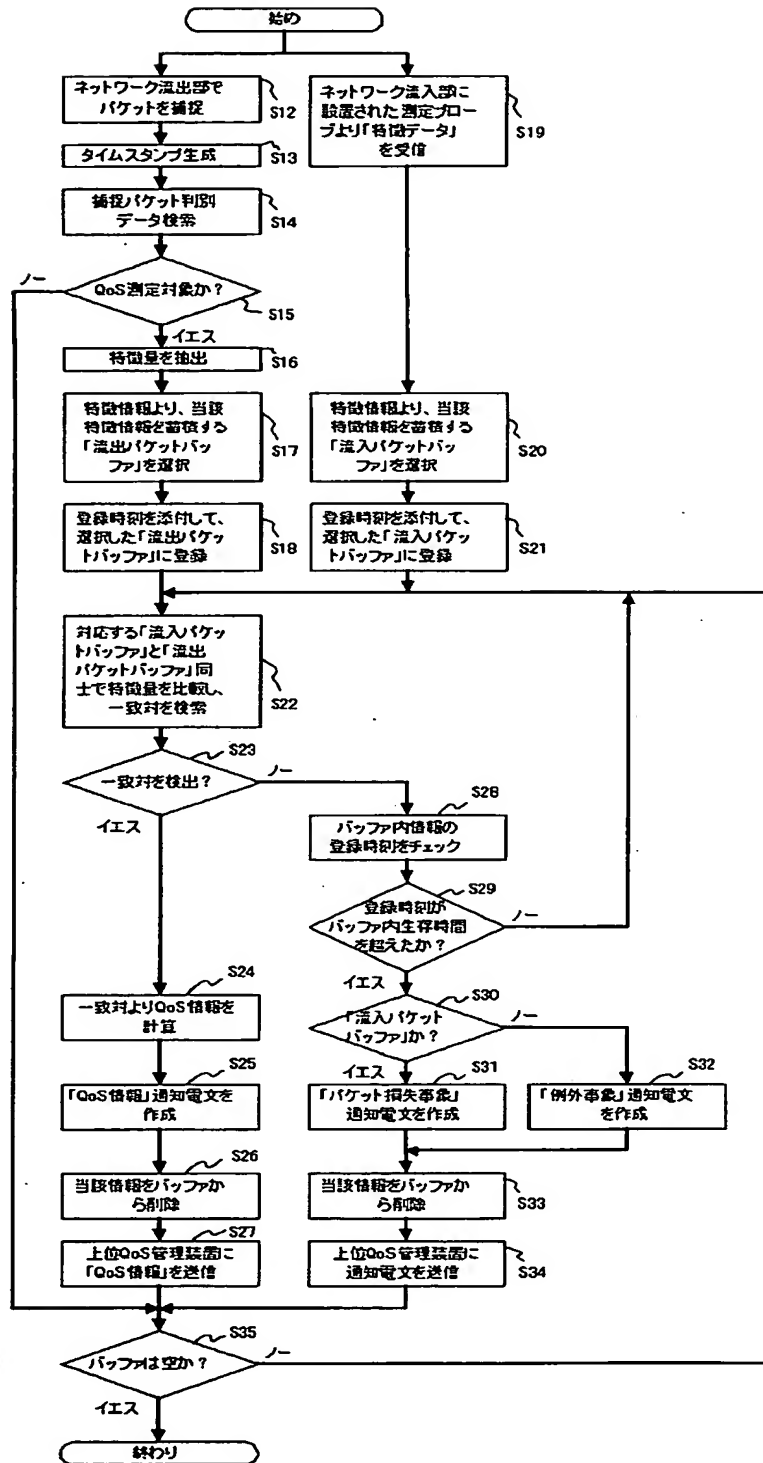 始め
ネットワーク流出部で
パケットを捕捉
S12
ネットワーク流入部に
設置された測定プロー
ブより「特徴データ」
を受信
S19
タイムスタンプ生成
S13
捕捉パケット判別
データ検索
S14
QoS測定対象か?
ノー
S15
イエス
特徴量を抽出
S16
特徴情報より、当該
特徴情報を蓄積する
「流出パケットバッ
ファ」を選択
S17
特徴情報より、当該
特徴情報を蓄積する
「流入パケットバッ
ファ」を選択
S20
登録時刻を添付して、
選択した「流出パケ
ットバッファ」に登録
S18
登録時刻を添付して、
選択した「流入パケ
ットバッファ」に登録
S21
対応する「流入パケッ
トバッファ」と「流出
パケットバッファ」同
士で特徴量を比較し、
一致対を検索
S22
S23
一致対を検出?
ノー
イエス
S28
バッファ内情報の
登録時刻をチェック
S29
登録時刻が
バッファ内生存時間
を超えたか?
ノー
イエス
S24
一致対よりQoS情報を
計算
S30
「流入パケット
バッファ」か?
ノー
イエス
S25
「QoS情報」通知電文を
作成
S31
「パケット損失事象」
通知電文を作成
S32
「例外事象」通知電文
を作成
S26
当該情報をバッファか
ら削除
当該情報をバッファか
ら削除
S33
S27
上位QoS管理装置に
「QoS情報」を送信
上位QoS管理装置に
通知電文を送信
S34
S35
バッファは空か?
ノー
イエス
終わり